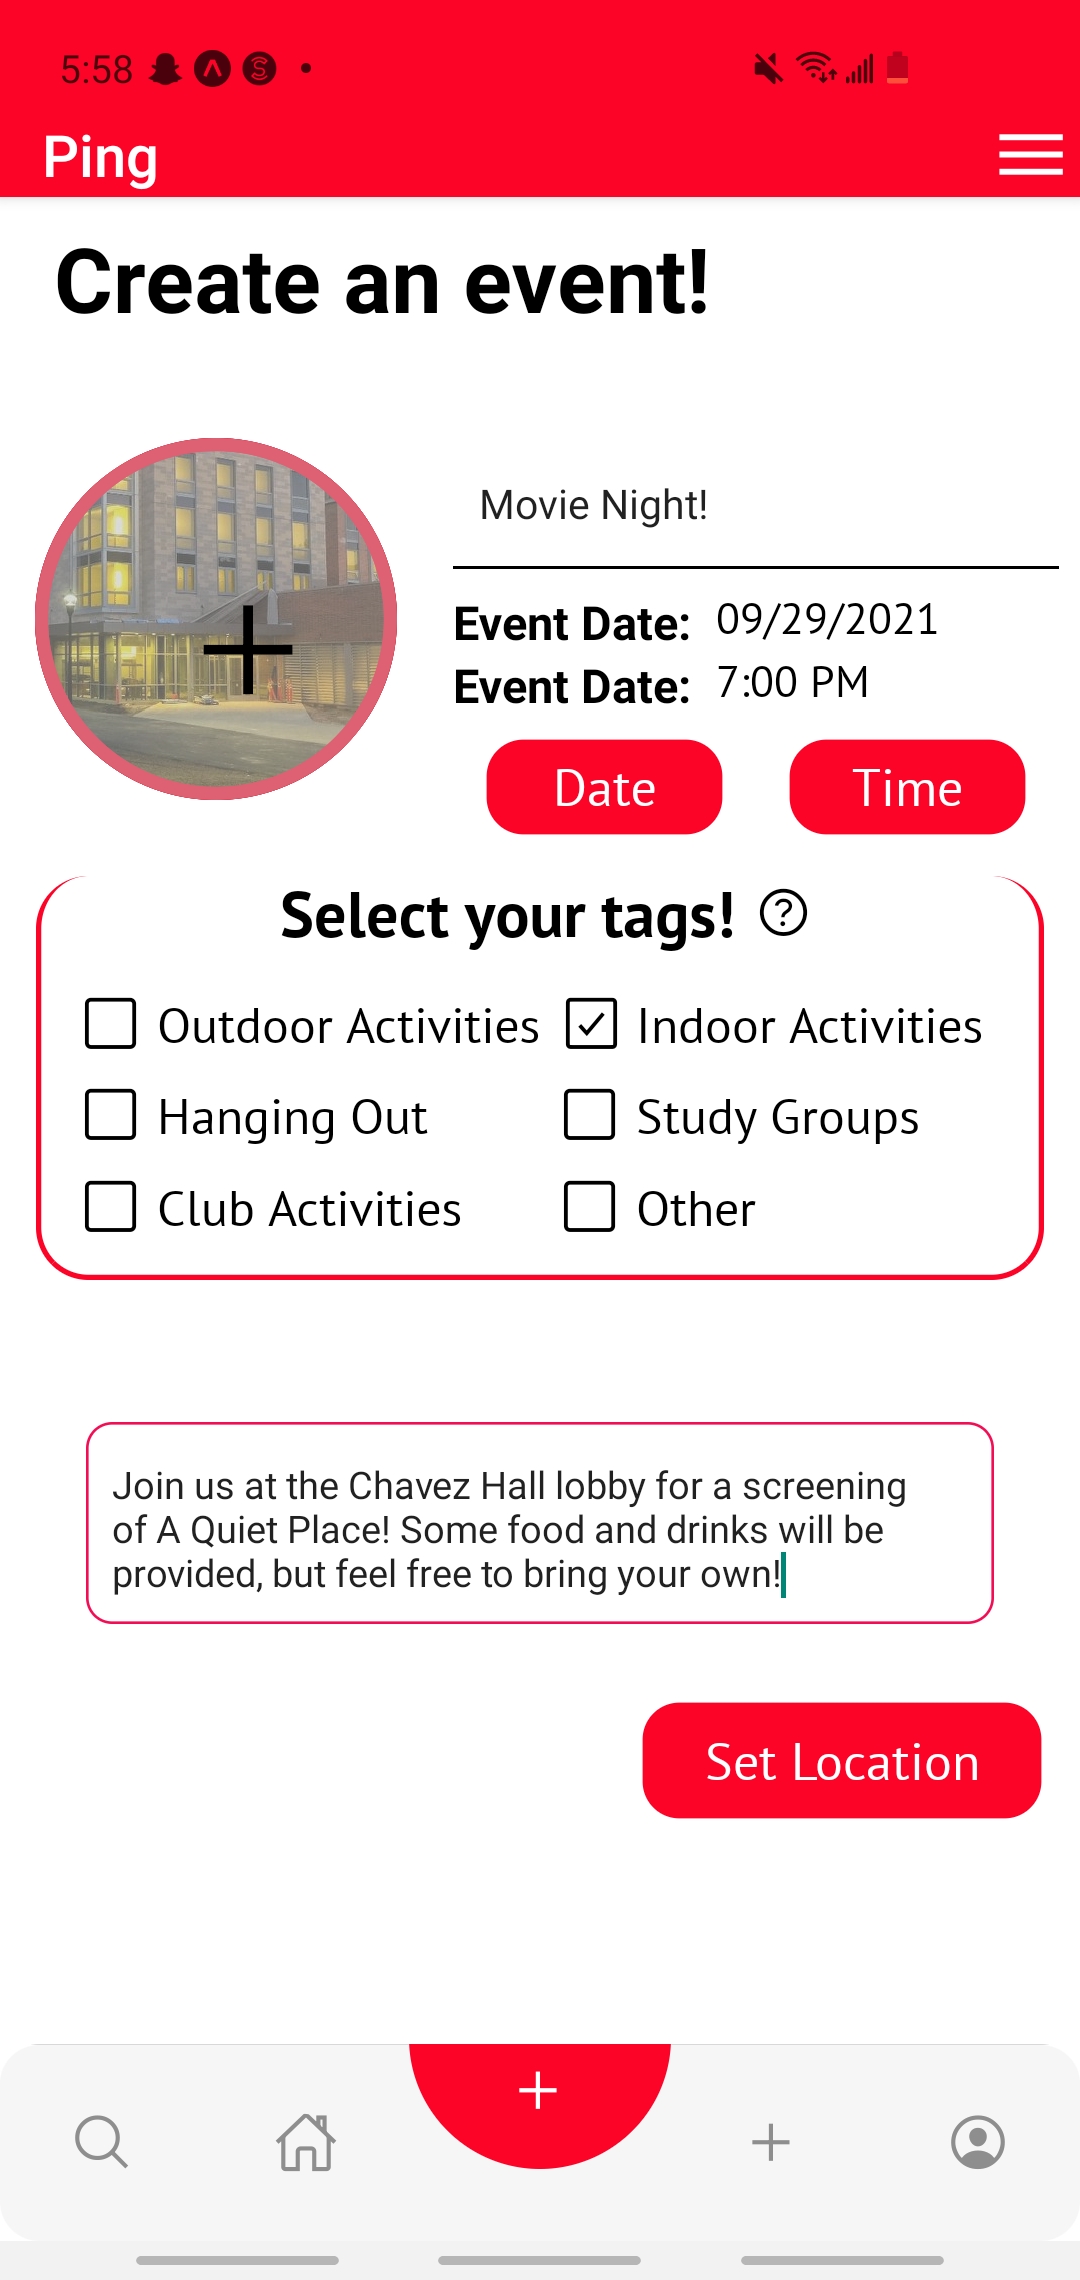 5:58
Ping
Create an event!
Movie Night!
Event Date: 09/29/2021
Event Date: 7:00 PM
Date Time
Select your tags! ?
Outdoor Activities Indoor Activities
Hanging Out Study Groups
Club Activities Other
Join us at the Chavez Hall lobby for a screening
of A Quiet Place! Some food and drinks will be
provided, but feel free to bring your own!
Set Location